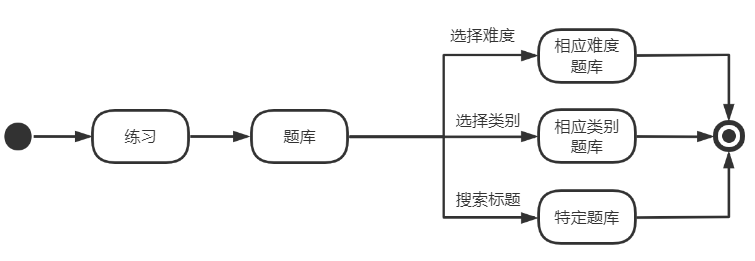 选择难度
相应难度
题库
练习
题库
选择类别
相应类别
题库
搜索标题
特定题库